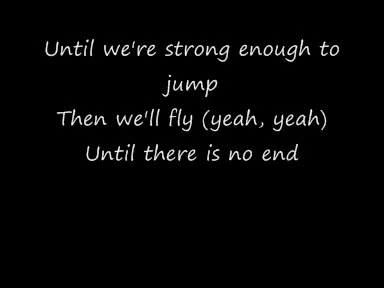 Until we're strong enough to
jump
Then we'll fly (yeah, yeah)
Until there is no end